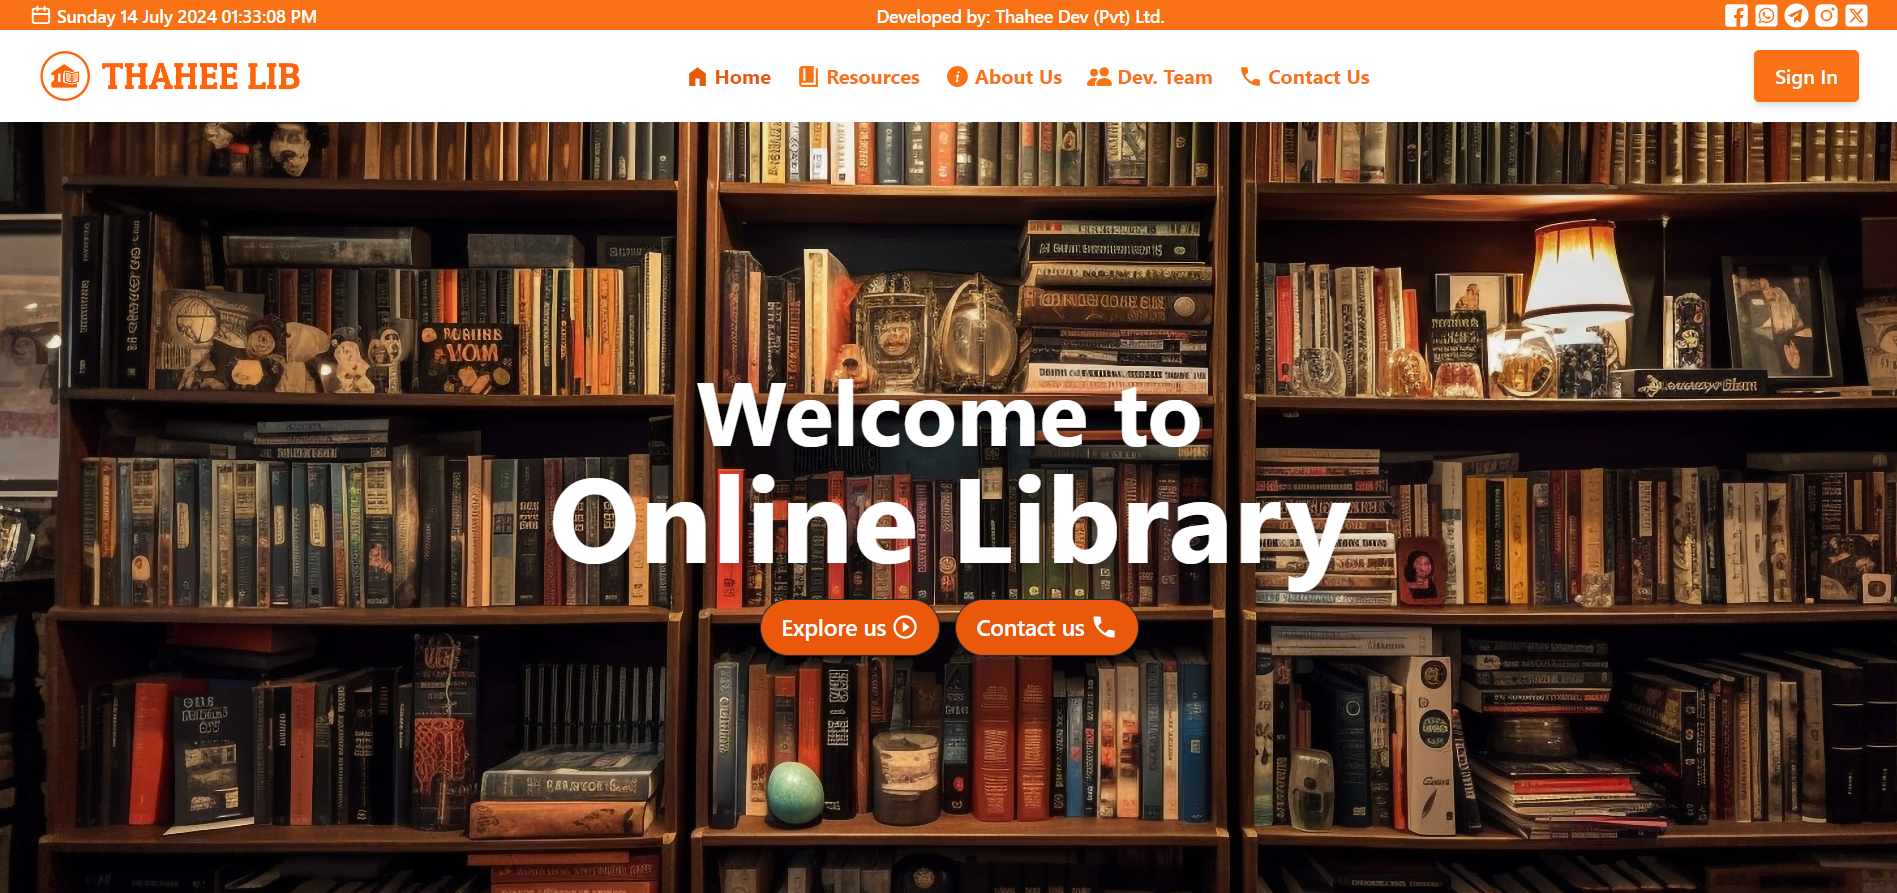 Sunday 14 July 2024 01:33:08 PM
Developed by: Thahee Dev (Pvt) Ltd.
THAHEE LIB
Home
Resources
About Us
Dev. Team
Contact Us
Sign In
Welcome to
Online Library
Explore us
Contact us